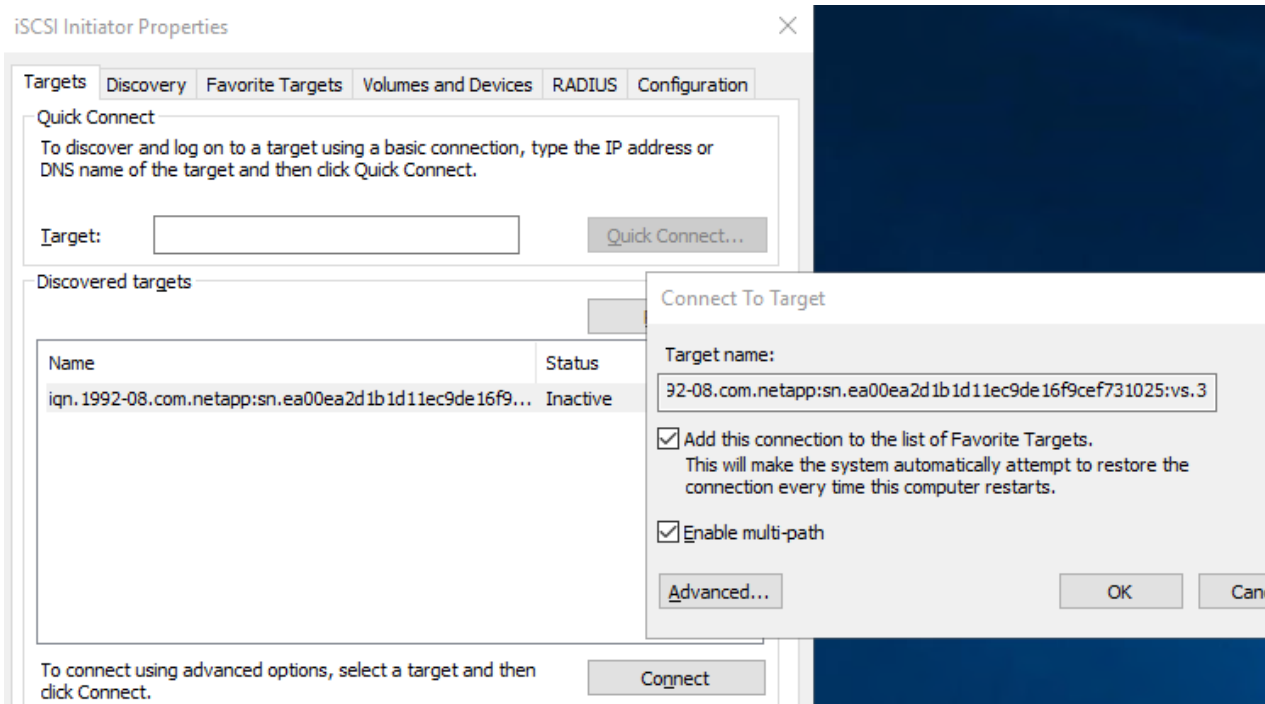 iSCSI Initiator Properties
Targets Discovery Favorite Targets Volumes and Devices RADIUS Configuration
Quick Connect
To discover and log on to a target using a basic connection, type the IP address or
DNS name of the target and then click Quick Connect.
Target:
Quick Connect...
Discovered targets
Name Status
iqn.1992-08.com.netapp:sn.ea00ea2d1b1d11ec9de16f9... Inactive
To connect using advanced options, select a target and then
click Connect.
Connect
Connect To Target
Target name:
92-08.com.netapp:sn.ea00ea2d1b1d11ec9de16f9cef731025:vs.3
Add this connection to the list of Favorite Targets.
This will make the system automatically attempt to restore the
connection every time this computer restarts.
Enable multi-path
Advanced... OK Can